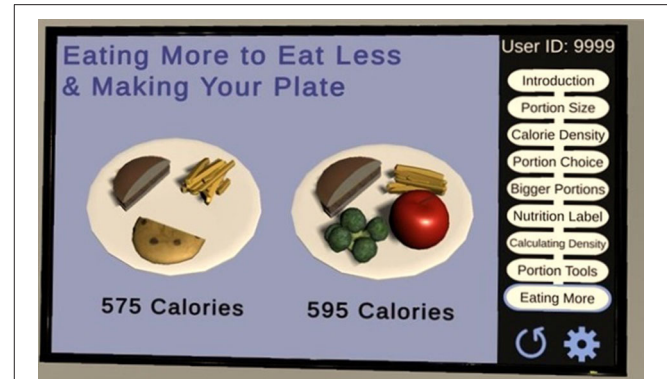 Eating More to Eat Less
& Making Your Plate
575 Calories
595 Calories
User ID: 9999
Introduction
Portion Size
Calorie Density
Portion Choice
Bigger Portions
Nutrition Label
Calculating Density
Portion Tools
Eating More